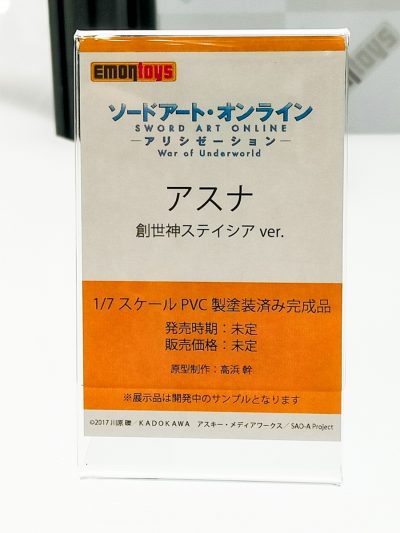 EMONTOYS
ソードアート・オンライン
SWORD ART ONLINE
―アリシゼーション―
War of Underworld
アスナ
創世神ステイシア ver.
1/7 スケール PVC 製塗装済み完成品
発売時期：未定
販売価格：未定
原型制作：高浜 幹
※展示品は開発中のサンプルとなります
©2017 川原 礫／KADOKAWA アスキー・メディアワークス／SAO-A Project